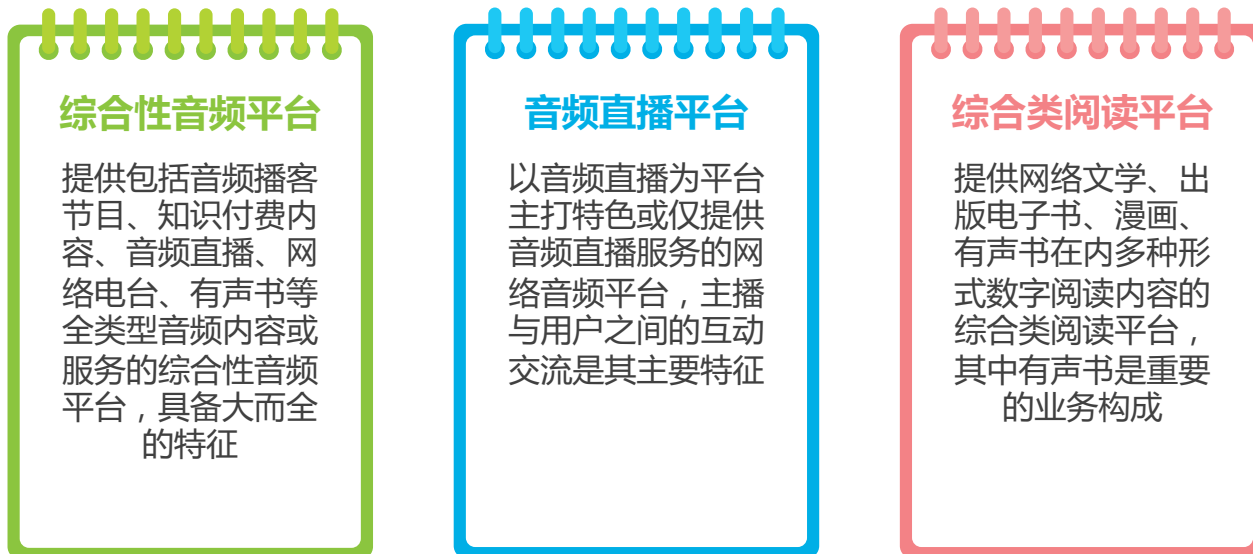 综合性音频平台
提供包括音频播客
节目、知识付费内
容、音频直播、网
络电台、有声书等
全类型音频内容或
服务的综合性音频
平台，具备大而全
的特征
音频直播平台
以音频直播为平台
主打特色或仅提供
音频直播服务的网
络音频平台，主播
与用户之间的互动
交流是其主要特征
综合类阅读平台
提供网络文学、出
版电子书、漫画、
有声书在内多种形
式数字阅读内容的
综合类阅读平台，
其中有声书是重要
的业务构成